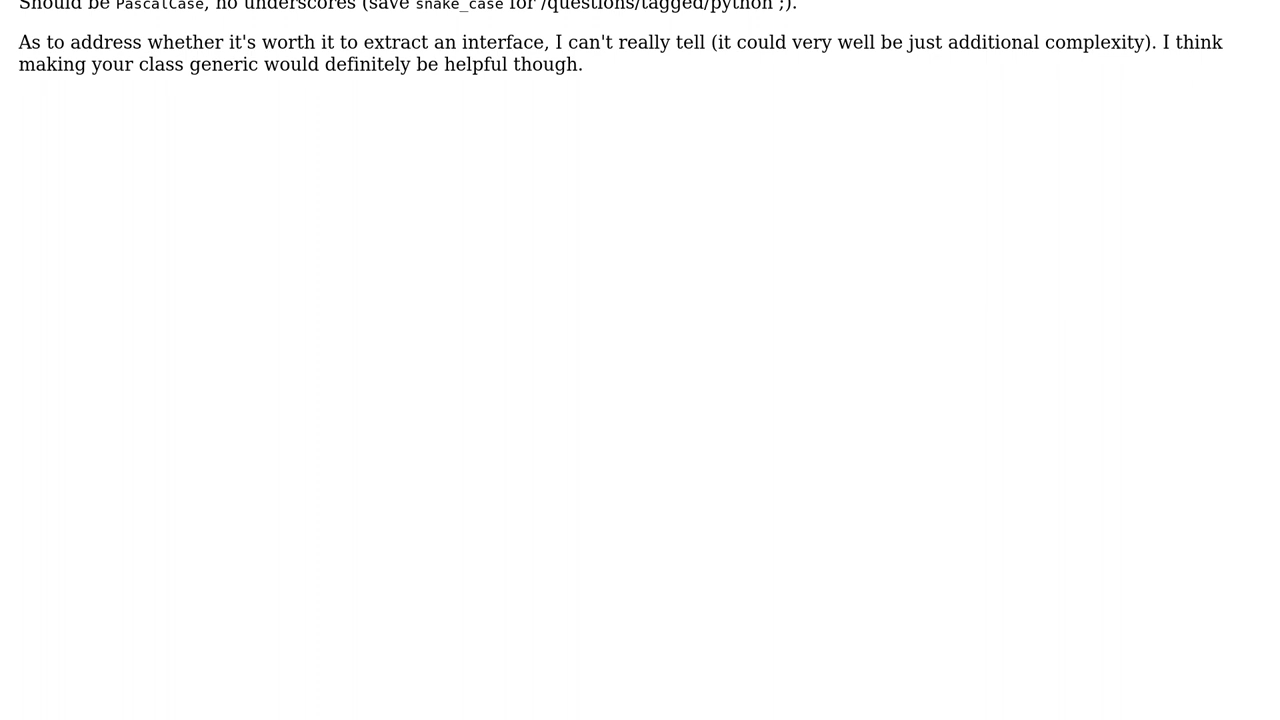 Should be PascalCase, no underscores (save snake_case for /questions/tagged/python ;).
As to address whether it's worth it to extract an interface, I can't really tell (it could very well be just additional complexity). I think
making your class generic would definitely be helpful though.